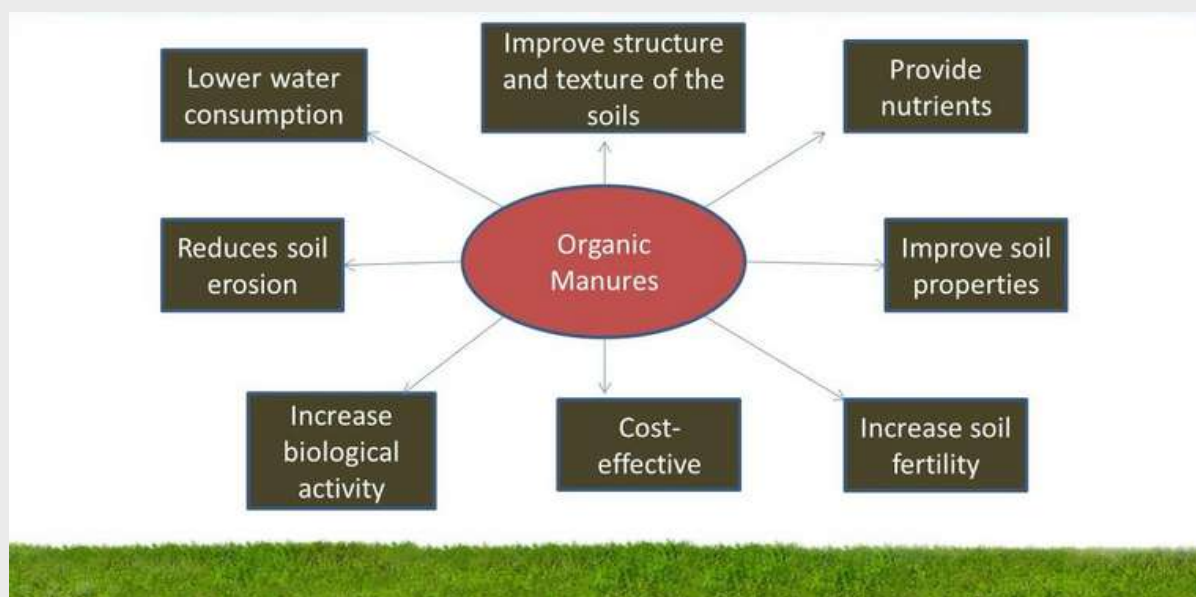 Lower water
consumption
Improve structure
and texture of the
soils
Provide
nutrients
Reduces soil
erosion
Organic
Manures
Improve soil
properties
Increase
biological
activity
Cost-
effective
Increase soil
fertility